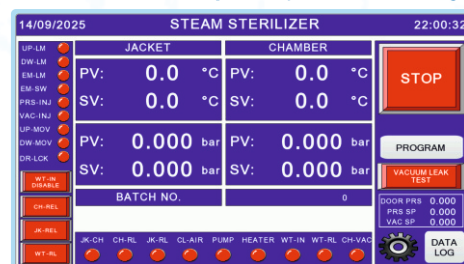 14/09/2025 STEAM STERILIZER 22:00:32
UP-LM
DW-LM
EM-LM
EM-SW
PRS-INJ
VAC-INJ
UP-MOV
DW-MOV
DR-LCK
WT-IN
DISABLE
CH-REL
JK-REL
WT-RL
JACKET CHAMBER
PV: 0.0 °C PV: 0.0 °C
SV: 0.0 °C SV: 0.0 °C
PV: 0.000 bar PV: 0.000 bar
SV: 0.000 bar SV: 0.000 bar
BATCH NO. 0
JK-CH CH-RL JK-RL CL-AIR PUMP HEATER WT-IN WT-RL CH-VAC
STOP
PROGRAM
VACUUM LEAK
TEST
DOOR PRS 0.000
PRS SP 0.000
VAC SP 0.000
DATA
LOG